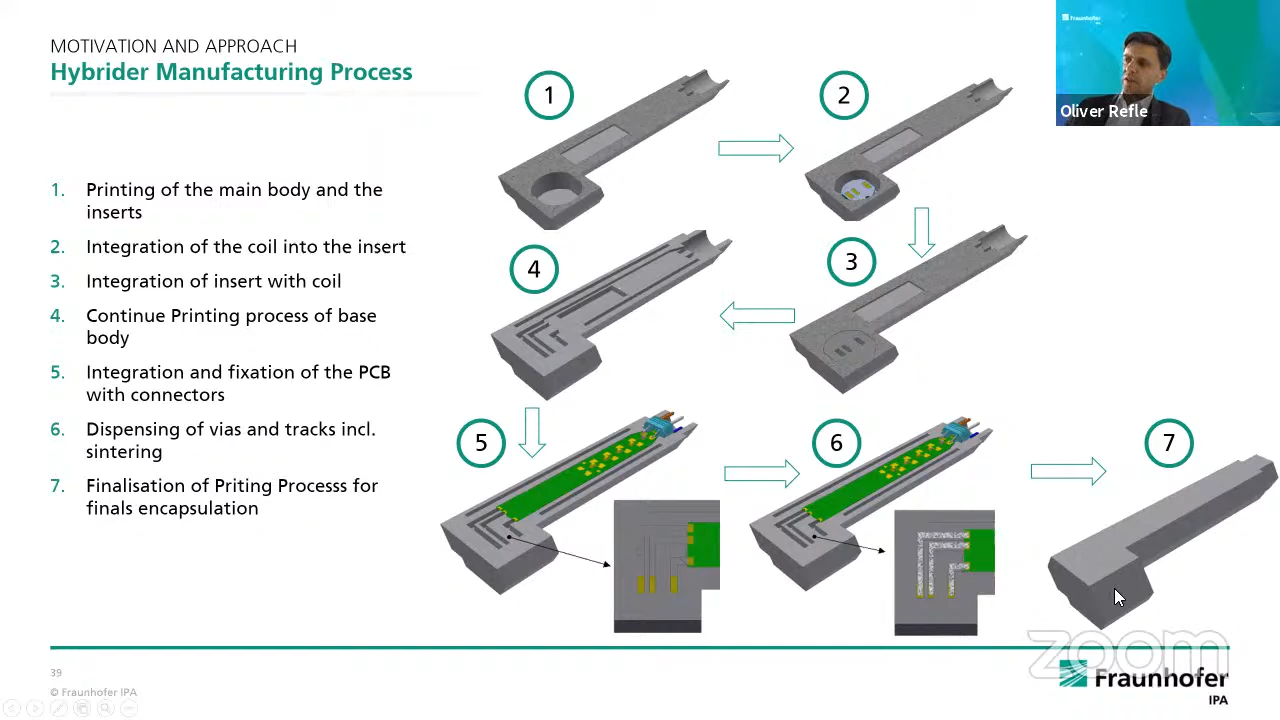 MOTIVATION AND APPROACH
Hybrider Manufacturing Process
1. Printing of the main body and the
inserts
2. Integration of the coil into the insert
3. Integration of insert with coil
4. Continue Printing process of base
body
5. Integration and fixation of the PCB
with connectors
6. Dispensing of vias and tracks incl.
sintering
7. Finalisation of Priting Processs for
finals encapsulation
1
2
3
4
5
6
7
Fraunhofer
Oliver Refle
39
© Fraunhofer IPA
zoom
Fraunhofer
IPA